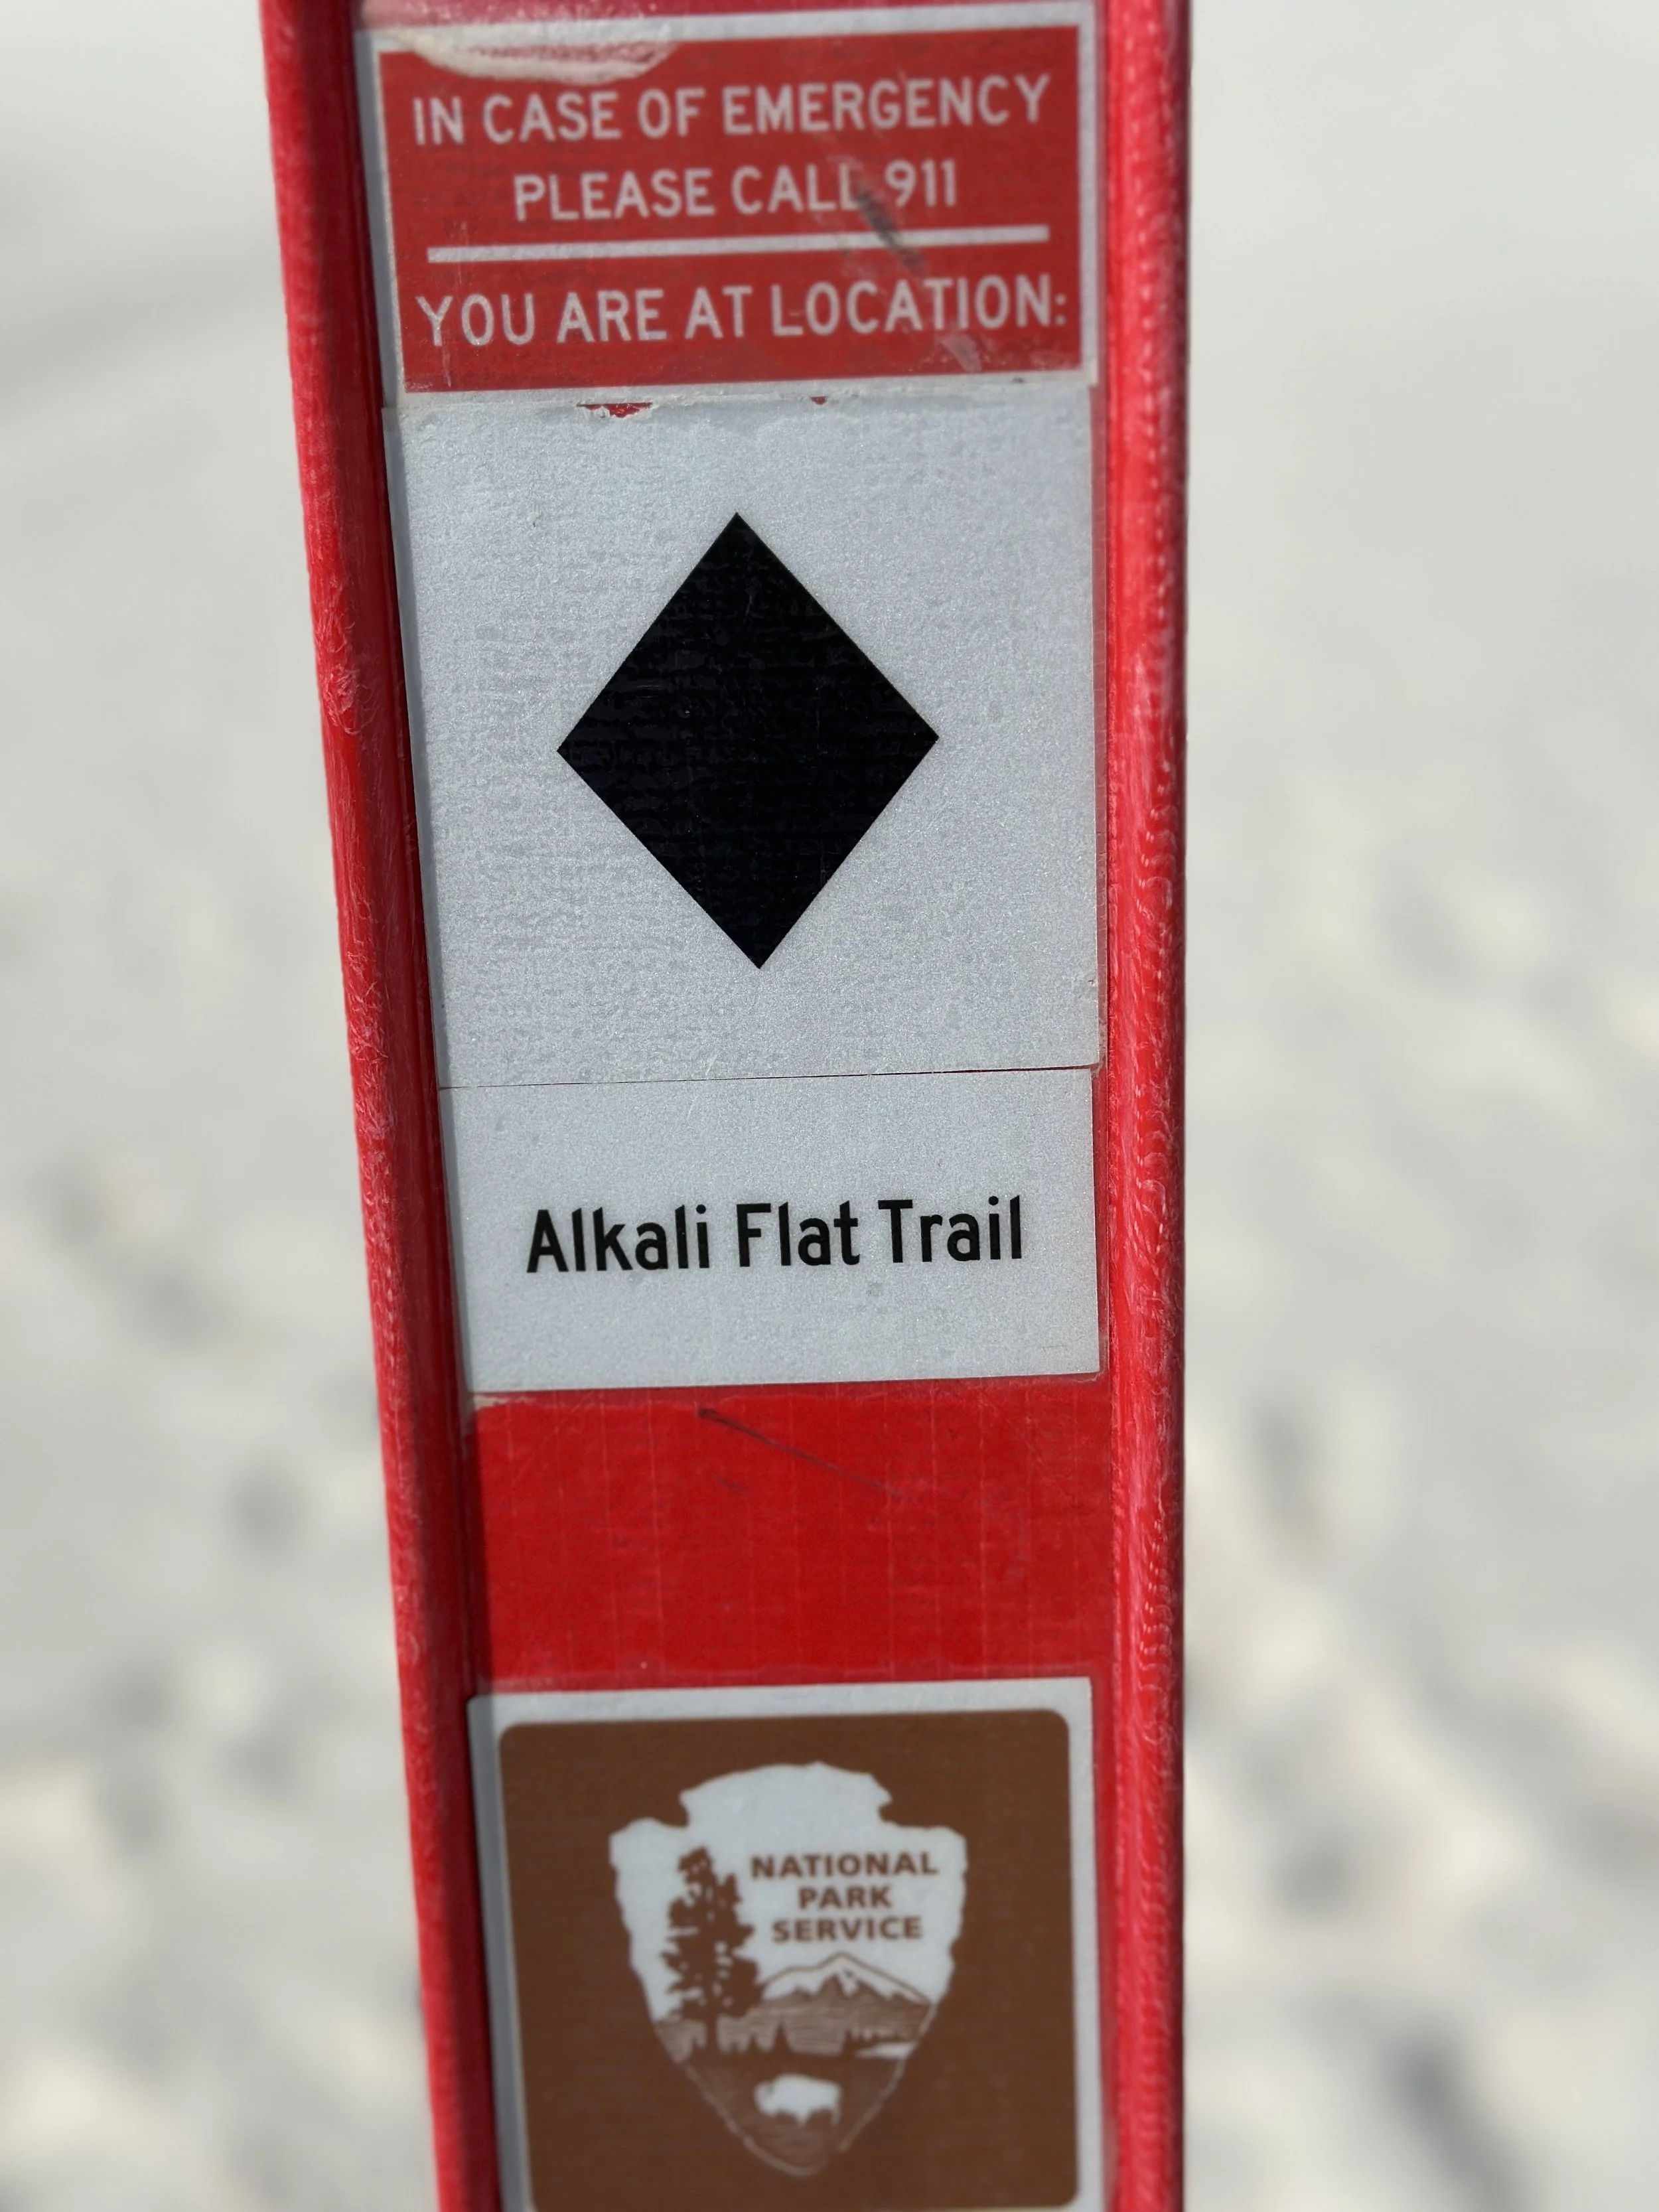 IN CASE OF EMERGENCY
PLEASE CALL 911
YOU ARE AT LOCATION:
Alkali Flat Trail
NATIONAL
PARK
SERVICE